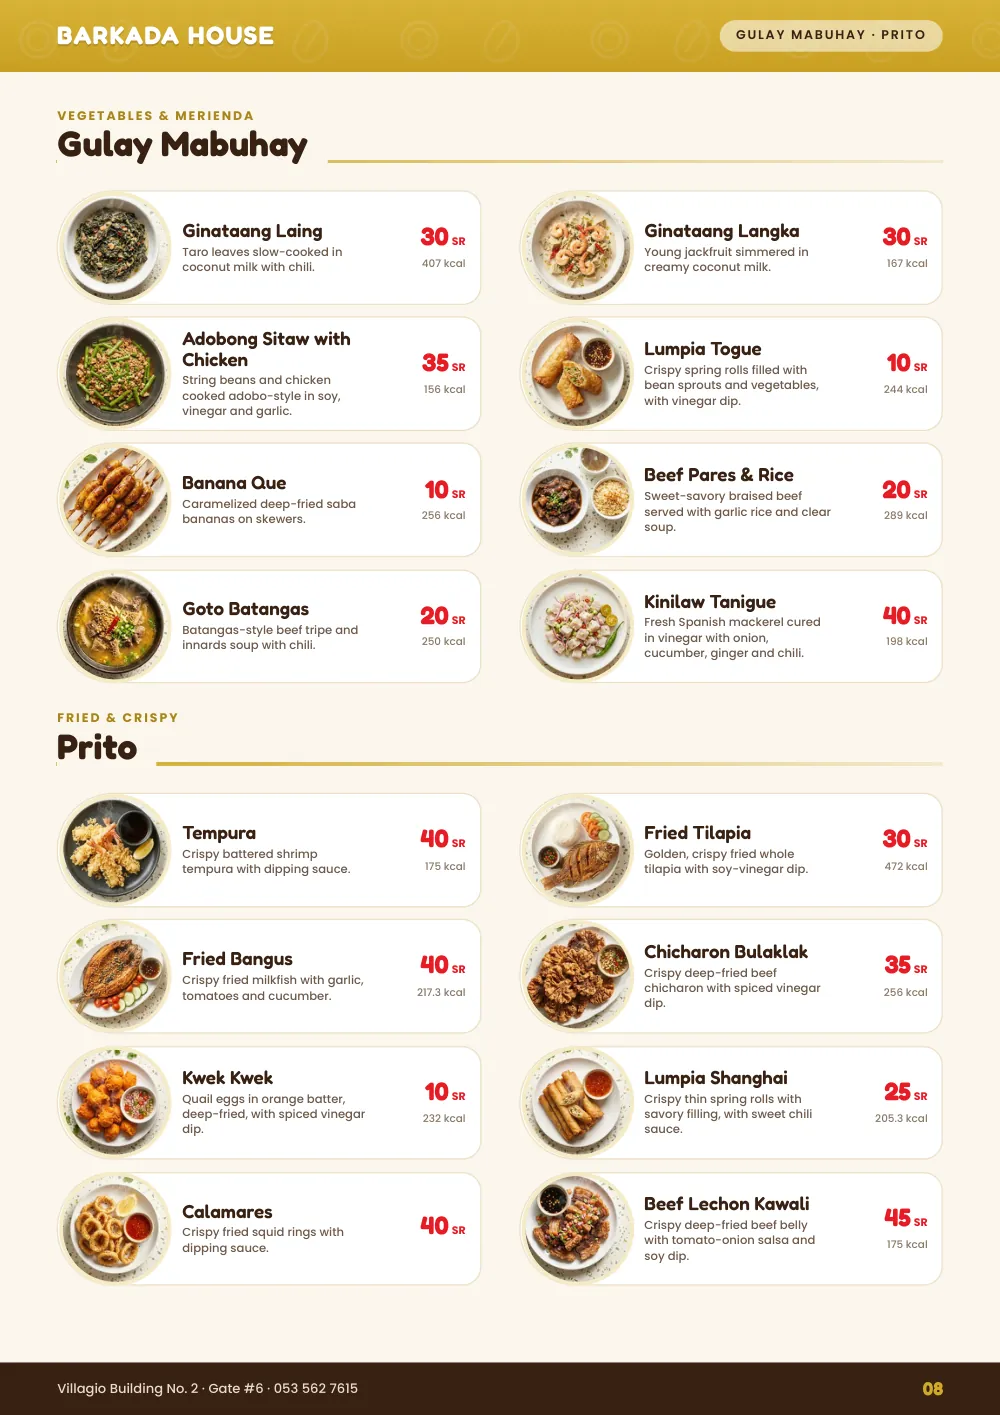 BARKADA HOUSE
GULAY MABUHAY · PRITO
VEGETABLES & MERIENDA
Gulay Mabuhay
Ginataang Laing
Taro leaves slow-cooked in
coconut milk with chili.
30 SR
407 kcal
Ginataang Langka
Young jackfruit simmered in
creamy coconut milk.
30 SR
167 kcal
Adobong Sitaw with
Chicken
String beans and chicken
cooked adobo-style in soy,
vinegar and garlic.
35 SR
156 kcal
Lumpia Togue
Crispy spring rolls filled with
bean sprouts and vegetables,
with vinegar dip.
10 SR
244 kcal
Banana Que
Caramelized deep-fried saba
bananas on skewers.
10 SR
256 kcal
Beef Pares & Rice
Sweet-savory braised beef
served with garlic rice and clear
soup.
20 SR
289 kcal
Goto Batangas
Batangas-style beef tripe and
innards soup with chili.
20 SR
250 kcal
Kinilaw Tanigue
Fresh Spanish mackerel cured
in vinegar with onion,
cucumber, ginger and chili.
40 SR
198 kcal
FRIED & CRISPY
Prito
Tempura
Crispy battered shrimp
tempura with dipping sauce.
40 SR
175 kcal
Fried Tilapia
Golden, crispy fried whole
tilapia with soy-vinegar dip.
30 SR
472 kcal
Fried Bangus
Crispy fried milkfish with garlic,
tomatoes and cucumber.
40 SR
217.3 kcal
Chicharon Bulaklak
Crispy deep-fried beef
chicharon with spiced vinegar
dip.
35 SR
256 kcal
Kwek Kwek
Quail eggs in orange batter,
deep-fried, with spiced vinegar
dip.
10 SR
232 kcal
Lumpia Shanghai
Crispy thin spring rolls with
savory filling, with sweet chili
sauce.
25 SR
205.3 kcal
Calamares
Crispy fried squid rings with
dipping sauce.
40 SR
Beef Lechon Kawali
Crispy deep-fried beef belly
with tomato-onion salsa and
soy dip.
45 SR
175 kcal
Villagio Building No. 2 · Gate #6 · 053 562 7615
08